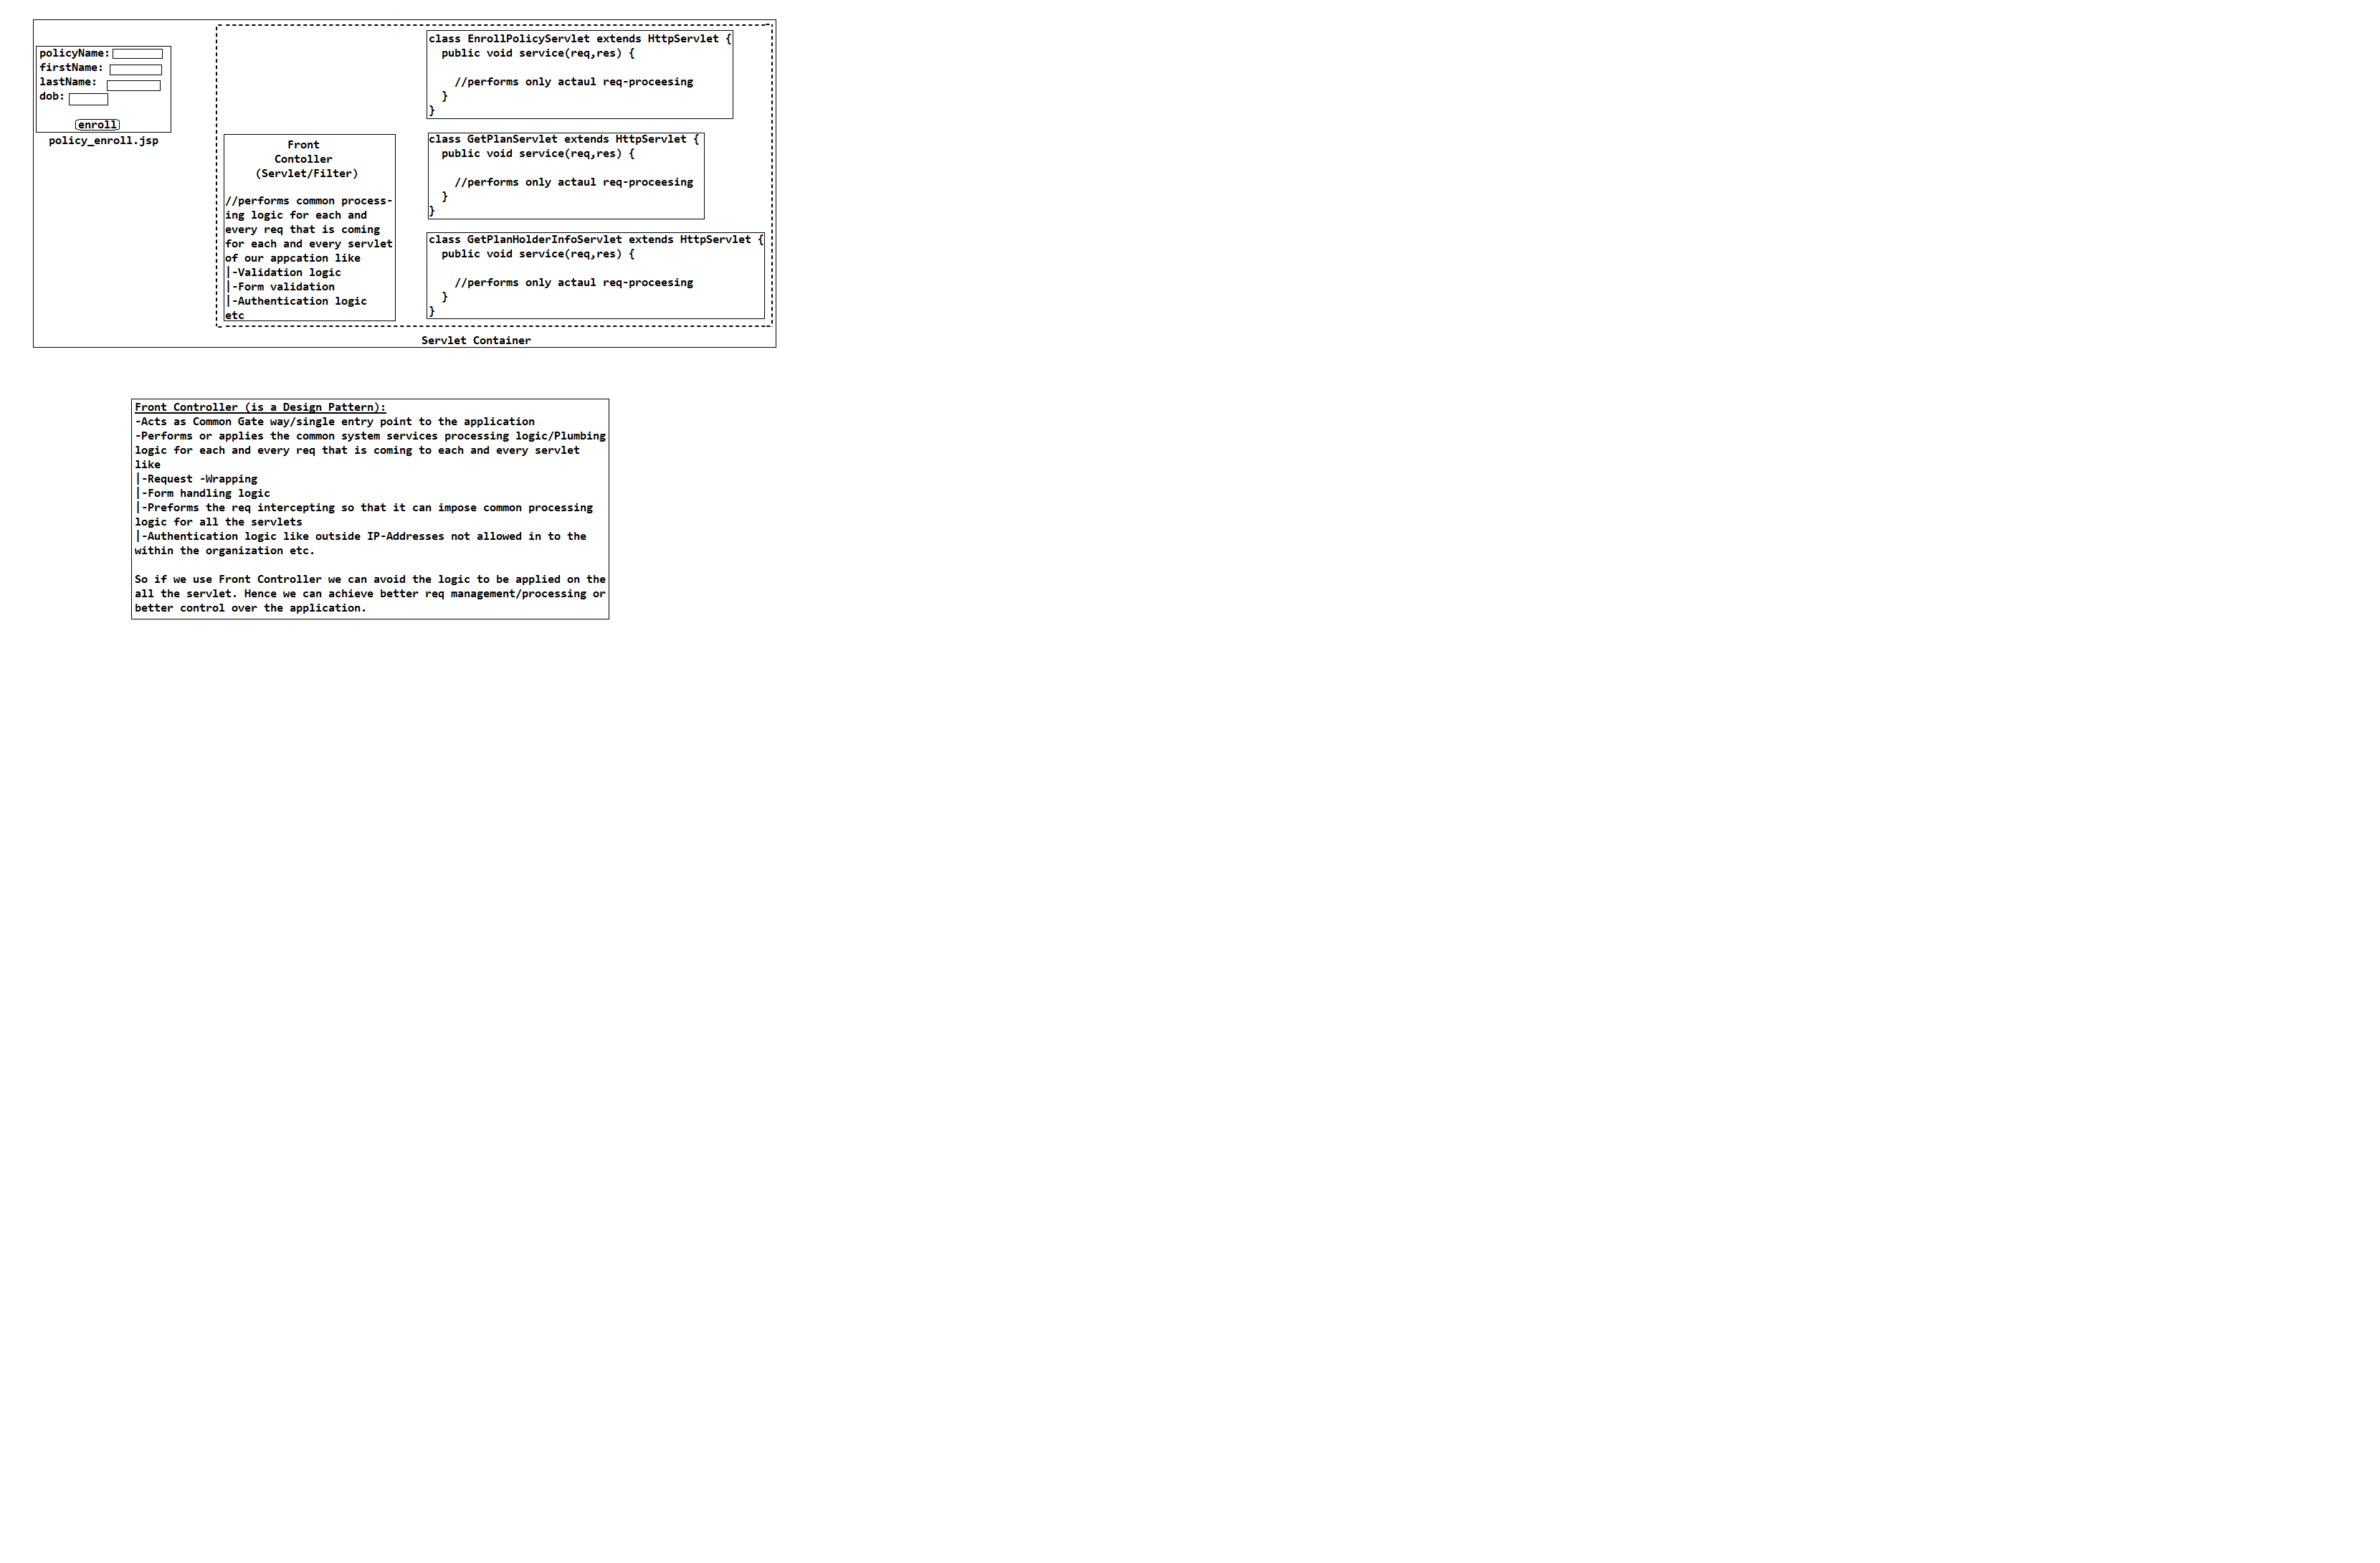 policyName:
firstName:
lastName:
dob:
enroll
policy_enroll.jsp
Front
Contoller
(Servlet/Filter)
//performs common process-
ing logic for each and
every req that is coming
for each and every servlet
of our appcation like
|-Validation logic
|-Form validation
|-Authentication logic
etc
class EnrollPolicyServlet extends HttpServlet {
public void service(req,res) {
//performs only actaul req-proceesing
}
}
class GetPlanServlet extends HttpServlet {
public void service(req,res) {
//performs only actaul req-proceesing
}
}
class GetPlanHolderInfoServlet extends HttpServlet {
public void service(req,res) {
//performs only actaul req-proceesing
}
}
Servlet Container
Front Controller (is a Design Pattern):
-Acts as Common Gate way/single entry point to the application
-Performs or applies the common system services processing logic/Plumbing
logic for each and every req that is coming to each and every servlet
like
|-Request -Wrapping
|-Form handling logic
|-Preforms the req intercepting so that it can impose common processing
logic for all the servlets
|-Authentication logic like outside IP-Addresses not allowed in to the
within the organization etc.
So if we use Front Controller we can avoid the logic to be applied on the
all the servlet. Hence we can achieve better req management/processing or
better control over the application.